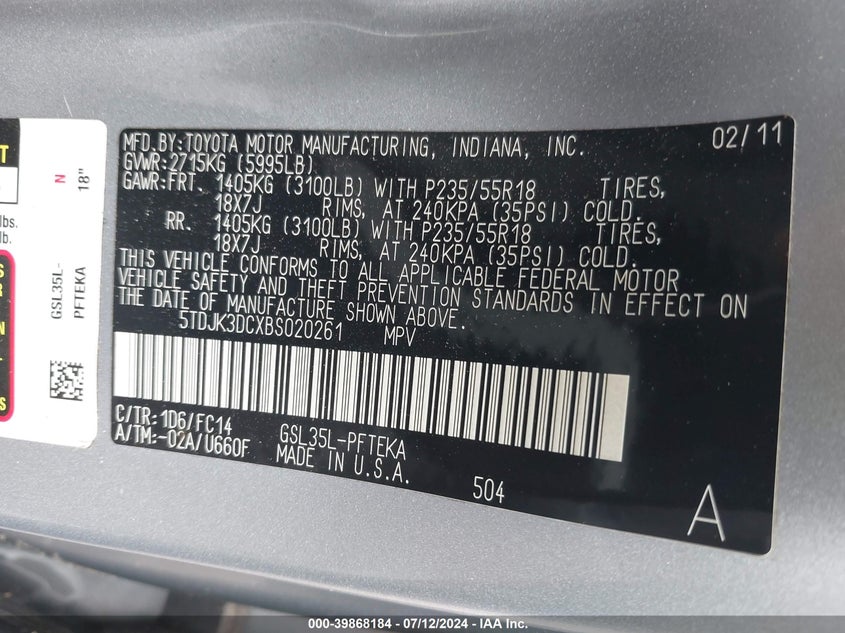 MFD.BY:TOYOTA MOTOR MANUFACTURING, INDIANA, INC. 02/11
GVWR:2715KG (5995LB)
GAWR:FRT. 1405KG (3100LB) WITH P235/55R18 TIRES,
18X7J RIMS, AT 240KPA (35PSI) COLD.
RR. 1405KG (3100LB) WITH P235/55R18 TIRES,
18X7J RIMS, AT 240KPA (35PSI) COLD.
THIS VEHICLE CONFORMS TO ALL APPLICABLE FEDERAL MOTOR
VEHICLE SAFETY AND THEFT PREVENTION STANDARDS IN EFFECT ON
THE DATE OF MANUFACTURE SHOWN ABOVE.
5TDJK3DCXBS020261 MPV
C/TR:1D6/FC14
A/TM:-02A/U660F
GSL35L-PFTEKA
MADE IN U.S.A.
504
A
N
18"
GSL35L-
PFTEKA
lbs.
lb.
000-39868184 - 07/12/2024 - IAA Inc.